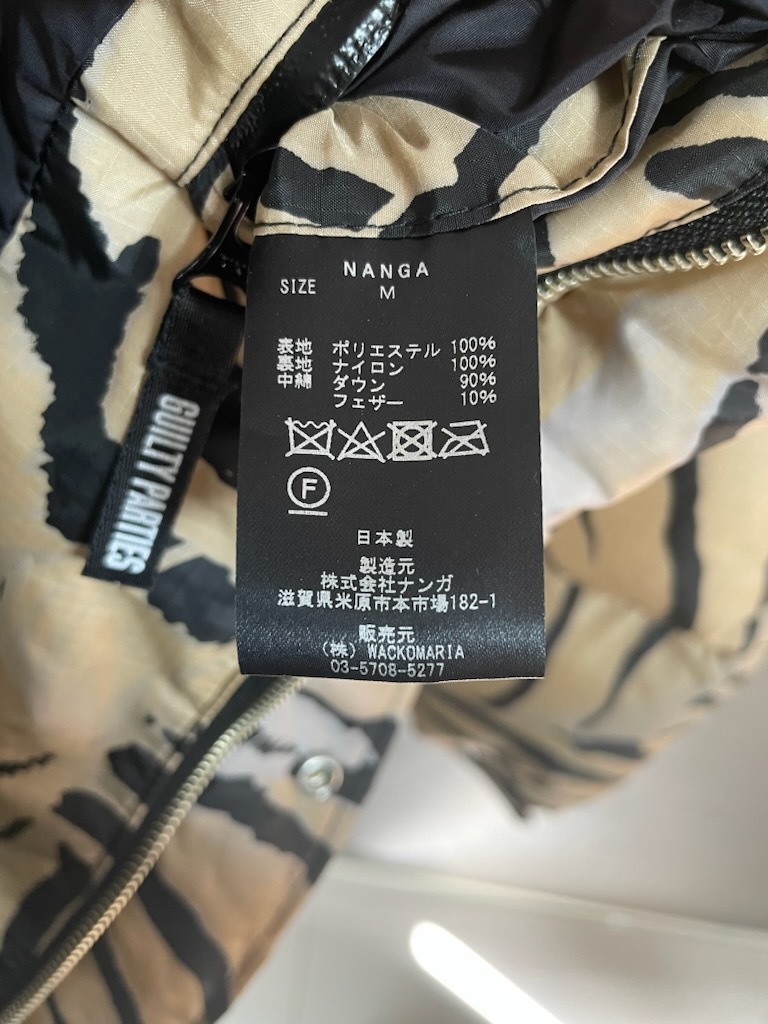 NANGA
SIZE M
表地 ポリエステル 100%
裏地 ナイロン 100%
中綿 ダウン 90%
フェザー 10%
F
日本製
製造元
株式会社ナンガ
滋賀県米原市本市場182-1
販売元
(株) WACKOMARIA
03-5708-5277
GUILTY PARTIES